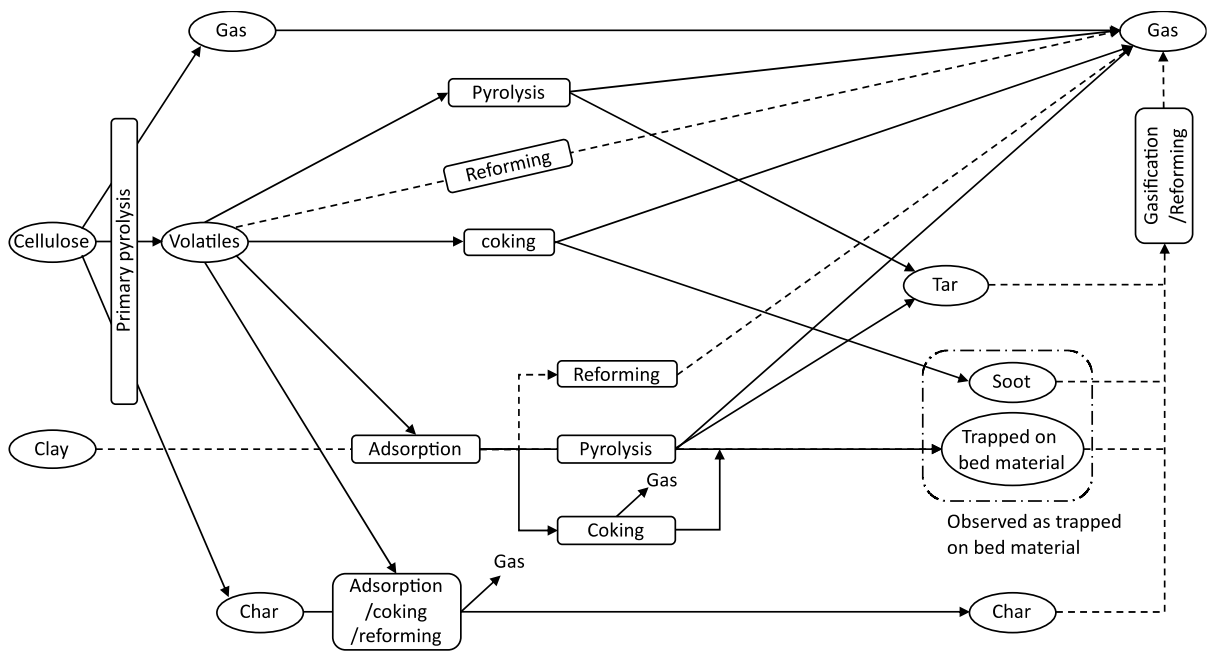 Gas
Gas
Pyrolysis
Reforming
Gasification
/Reforming
Cellulose
Primary pyrolysis
Volatiles
coking
Tar
Reforming
Soot
Clay
Adsorption
Pyrolysis
Trapped on
bed material
Gas
Coking
Observed as trapped
on bed material
Gas
Char
Adsorption
/coking
/reforming
Char